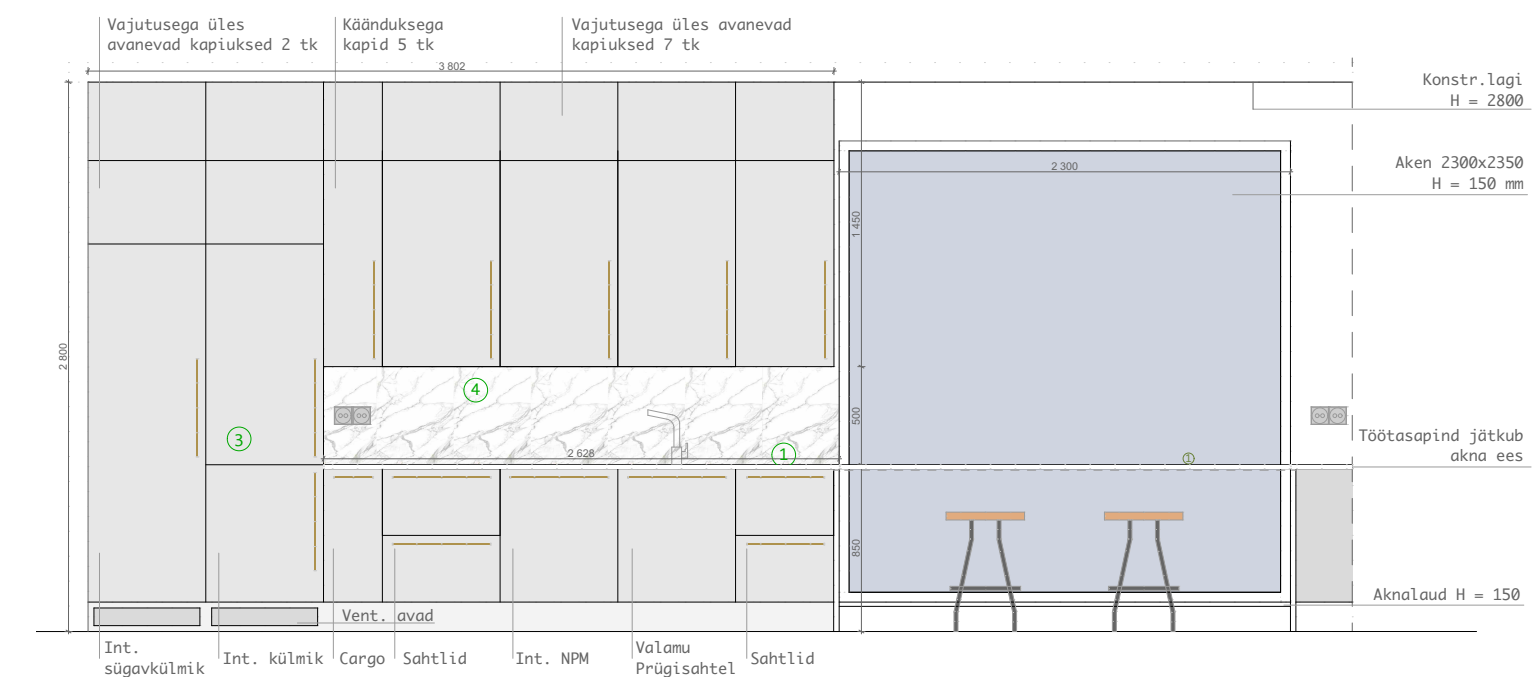 Vajutusega üles
avanevad kapiuksed 2 tk
Käänduksega
kapid 5 tk
Vajutusega üles avanevad
kapiuksed 7 tk
3 802
Konstr.lagi
H = 2800
Aken 2300x2350
H = 150 mm
2 300
1 450
2 800
4
3
500
2 628
1
1
Töötasapind jätkub
akna ees
850
Aknalaud H = 150
Vent. avad
Int.
sügavkülmik
Int. külmik
Cargo
Sahtlid
Int. NPM
Valamu
Prügisahtel
Sahtlid